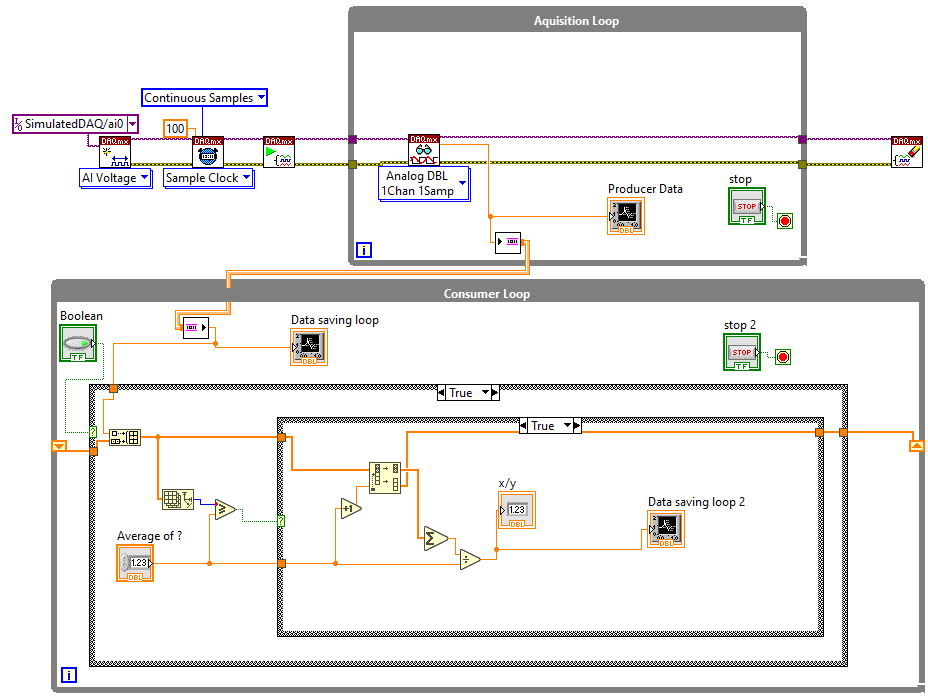 Aquisition Loop
Continuous Samples
SimulatedDAQ/ai0
100
DAQmx
DAQmx
DAQmx
DAQmx
DAQmx
AI Voltage
Sample Clock
Analog DBL
1Chan 1Samp
Producer Data
DBL
stop
STOP
TF
i
Consumer Loop
Boolean
TF
Data saving loop
DBL
stop 2
STOP
TF
True
True
+1
Σ
÷
x/y
1.23
DBL
Data saving loop 2
DBL
≥
?
?
Average of ?
1.23
DBL
i